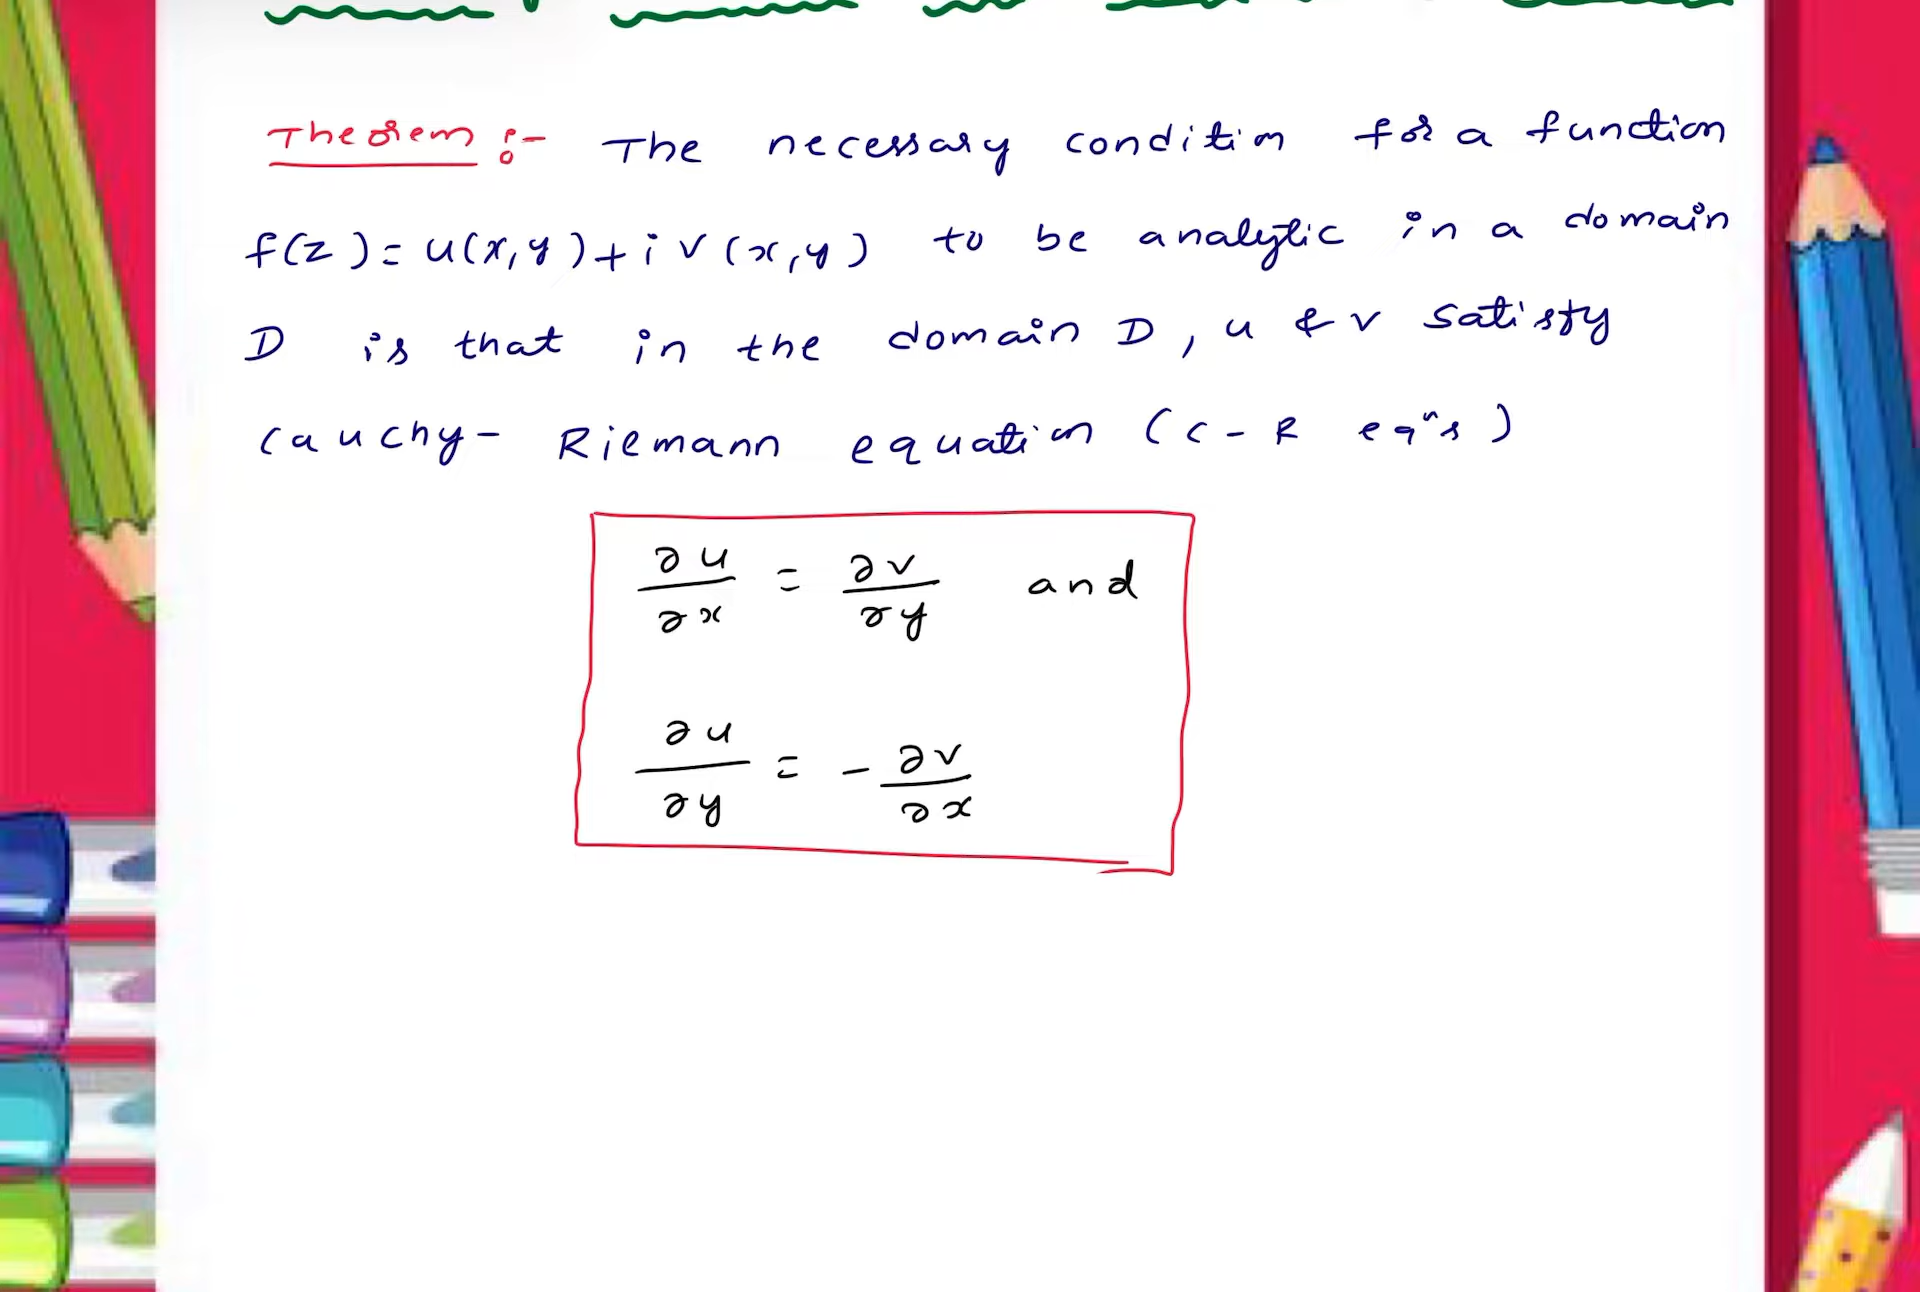 Theorem :- The necessary condition for a function
f(z) = u(x,y) + i v(x,y) to be analytic in a domain
D is that in the domain D, u & v satisfy
Cauchy- Riemann equation (C-R eqⁿs)
∂u/∂x = ∂v/∂y and
∂u/∂y = - ∂v/∂x